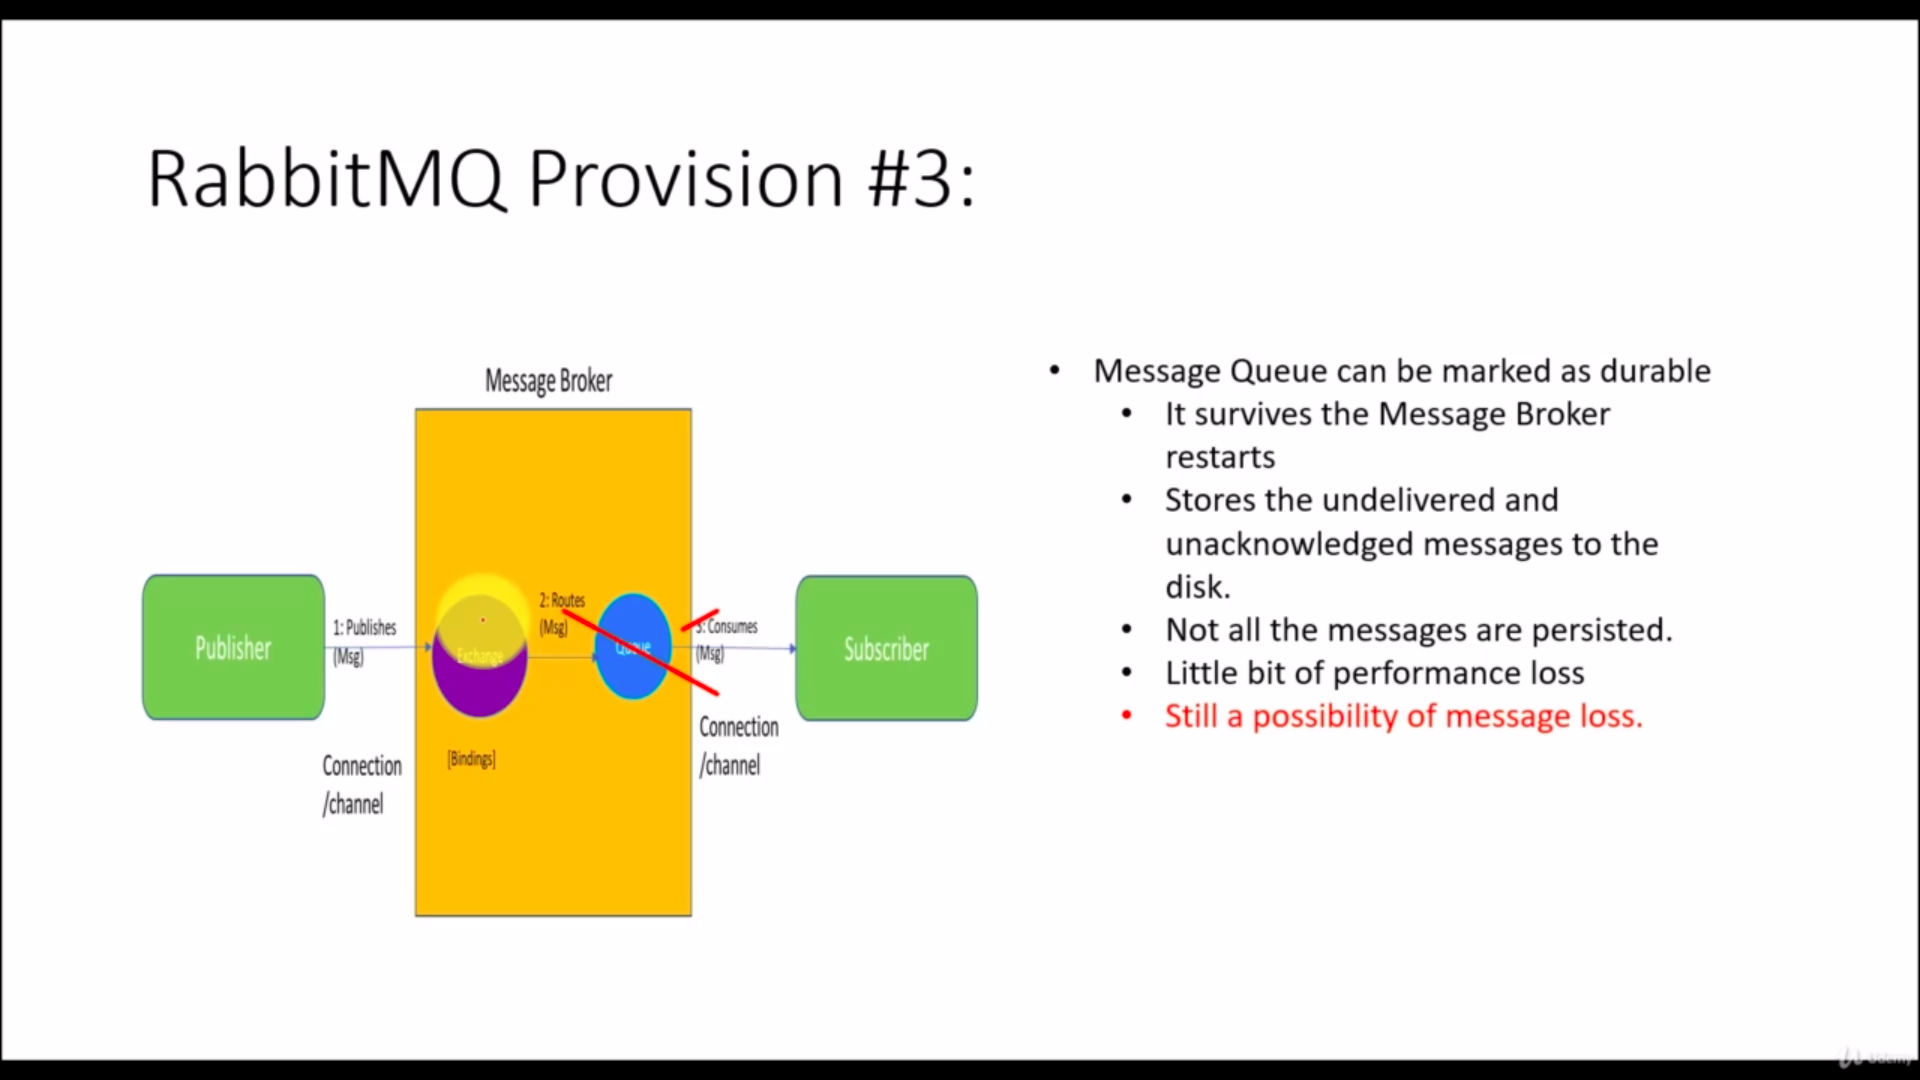 RabbitMQ Provision #3:
Message Broker
Publisher
1: Publishes
(Msg)
Exchange
2: Routes
(Msg)
Queue
3: Consumes
(Msg)
Subscriber
Connection
/channel
[Bindings]
Connection
/channel
• Message Queue can be marked as durable
• It survives the Message Broker
restarts
• Stores the undelivered and
unacknowledged messages to the
disk.
• Not all the messages are persisted.
• Little bit of performance loss
• Still a possibility of message loss.
Udemy